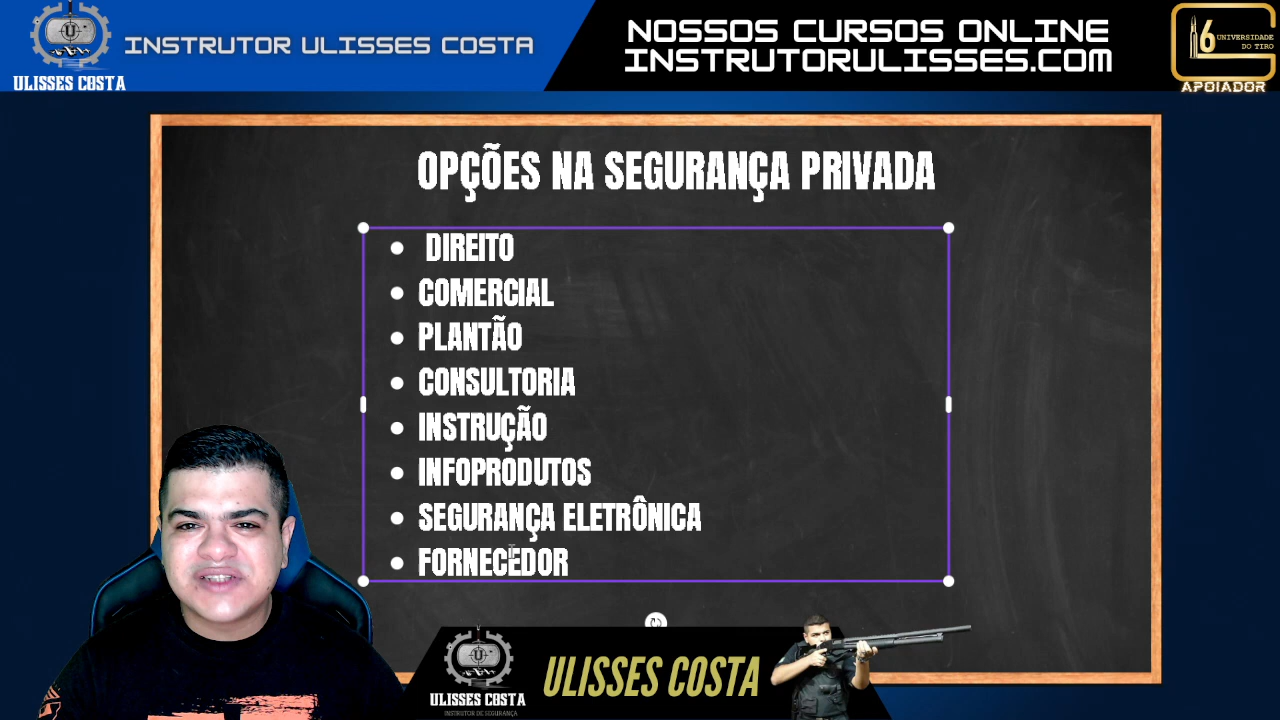 INSTRUTOR ULISSES COSTA
ULISSES COSTA
NOSSOS CURSOS ONLINE
INSTRUTORULISSES.COM
6
UNIVERSIDADE
DO TIRO
APOIADOR
OPÇÕES NA SEGURANÇA PRIVADA
DIREITO
COMERCIAL
PLANTÃO
CONSULTORIA
INSTRUÇÃO
INFOPRODUTOS
SEGURANÇA ELETRÔNICA
FORNECEDOR
ULISSES COSTA
INSTRUTOR DE SEGURANÇA
ULISSES COSTA